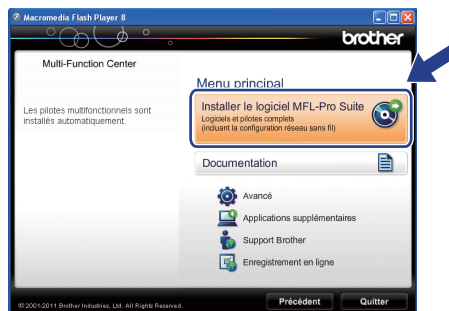 Macromedia Flash Player 8
brother
Multi-Function Center
Les pilotes multifonctionnels sont
installés automatiquement.
Menu principal
Installer le logiciel MFL-Pro Suite
Logiciels et pilotes complets
(incluant la configuration réseau sans fil)
Documentation
Avancé
Applications supplémentaires
Support Brother
Enregistrement en ligne
© 2001-2011 Brother Industries, Ltd. All Rights Reserved.
Précédent
Quitter